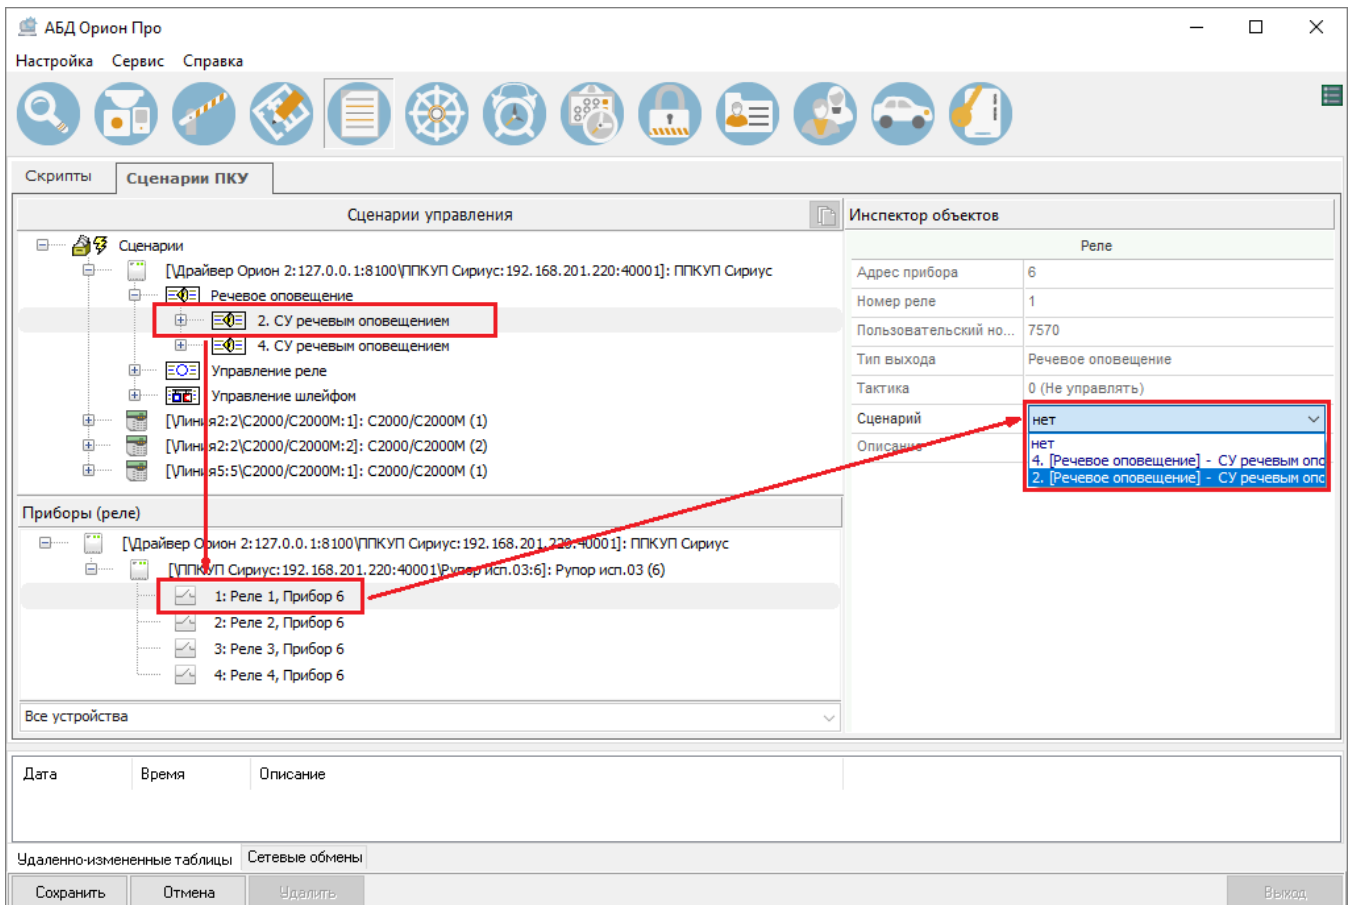 АБД Орион Про
Настройка Сервис Справка
Скрипты Сценарии ПКУ
Сценарии управления
Сценарии
[\Драйвер Орион 2:127.0.0.1:8100\ППКУП Сириус:192.168.201.220:40001]: ППКУП Сириус
Речевое оповещение
2. СУ речевым оповещением
4. СУ речевым оповещением
Управление реле
Управление шлейфом
[\Линия2:2\С2000/С2000М:1]: С2000/С2000М (1)
[\Линия2:2\С2000/С2000М:2]: С2000/С2000М (2)
[\Линия5:5\С2000/С2000М:1]: С2000/С2000М (1)
Приборы (реле)
[\Драйвер Орион 2:127.0.0.1:8100\ППКУП Сириус:192.168.201.220:40001]: ППКУП Сириус
[\ППКУП Сириус:192.168.201.220:40001\Рупор исп.03:6]: Рупор исп.03 (6)
1: Реле 1, Прибор 6
2: Реле 2, Прибор 6
3: Реле 3, Прибор 6
4: Реле 4, Прибор 6
Все устройства
Инспектор объектов
Реле
Адрес прибора 6
Номер реле 1
Пользовательский но... 7570
Тип выхода Речевое оповещение
Тактика 0 (Не управлять)
Сценарий нет
Описание
нет
4. [Речевое оповещение] - СУ речевым опо
2. [Речевое оповещение] - СУ речевым опо
Дата Время Описание
Удаленно-измененные таблицы Сетевые обмены
Сохранить Отмена Удалить Выход